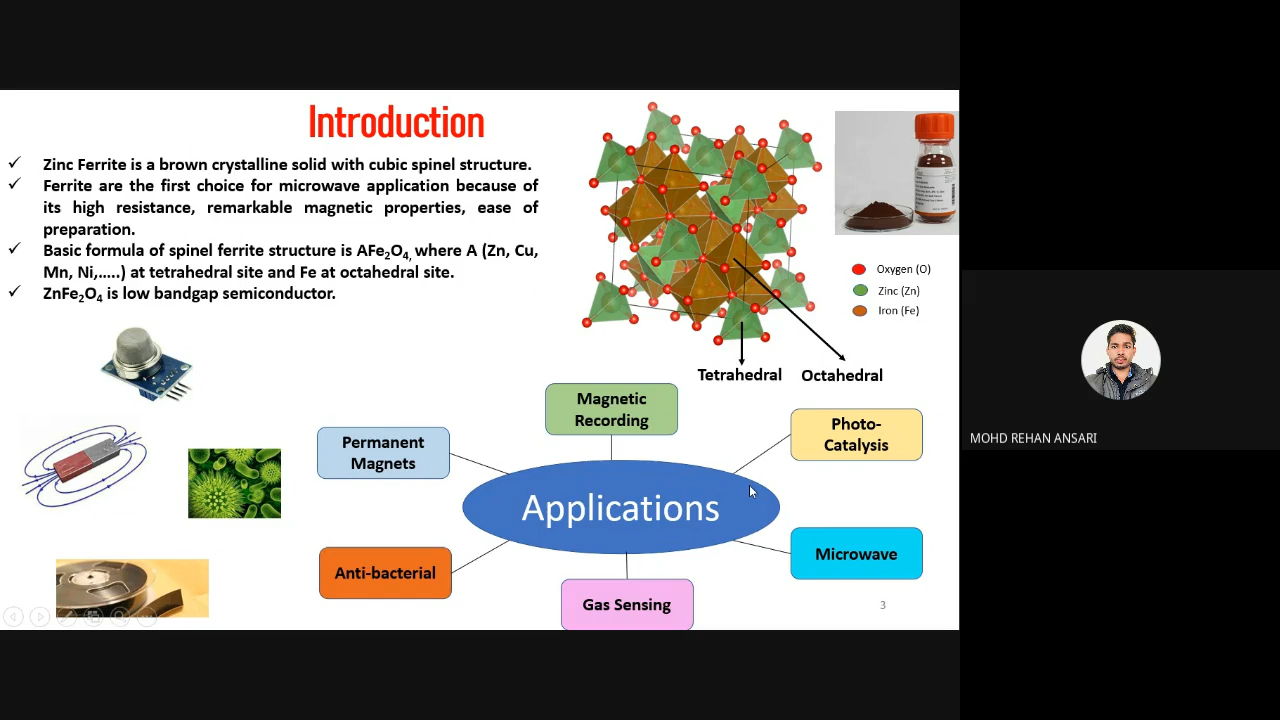 Introduction
✓ Zinc Ferrite is a brown crystalline solid with cubic spinel structure.
✓ Ferrite are the first choice for microwave application because of
its high resistance, remarkable magnetic properties, ease of
preparation.
✓ Basic formula of spinel ferrite structure is AFe₂O₄, where A (Zn, Cu,
Mn, Ni,.....) at tetrahedral site and Fe at octahedral site.
✓ ZnFe₂O₄ is low bandgap semiconductor.
Oxygen (O)
Zinc (Zn)
Iron (Fe)
Tetrahedral
Octahedral
Magnetic
Recording
Permanent
Magnets
Photo-
Catalysis
Applications
Microwave
Anti-bacterial
Gas Sensing
3
MOHD REHAN ANSARI